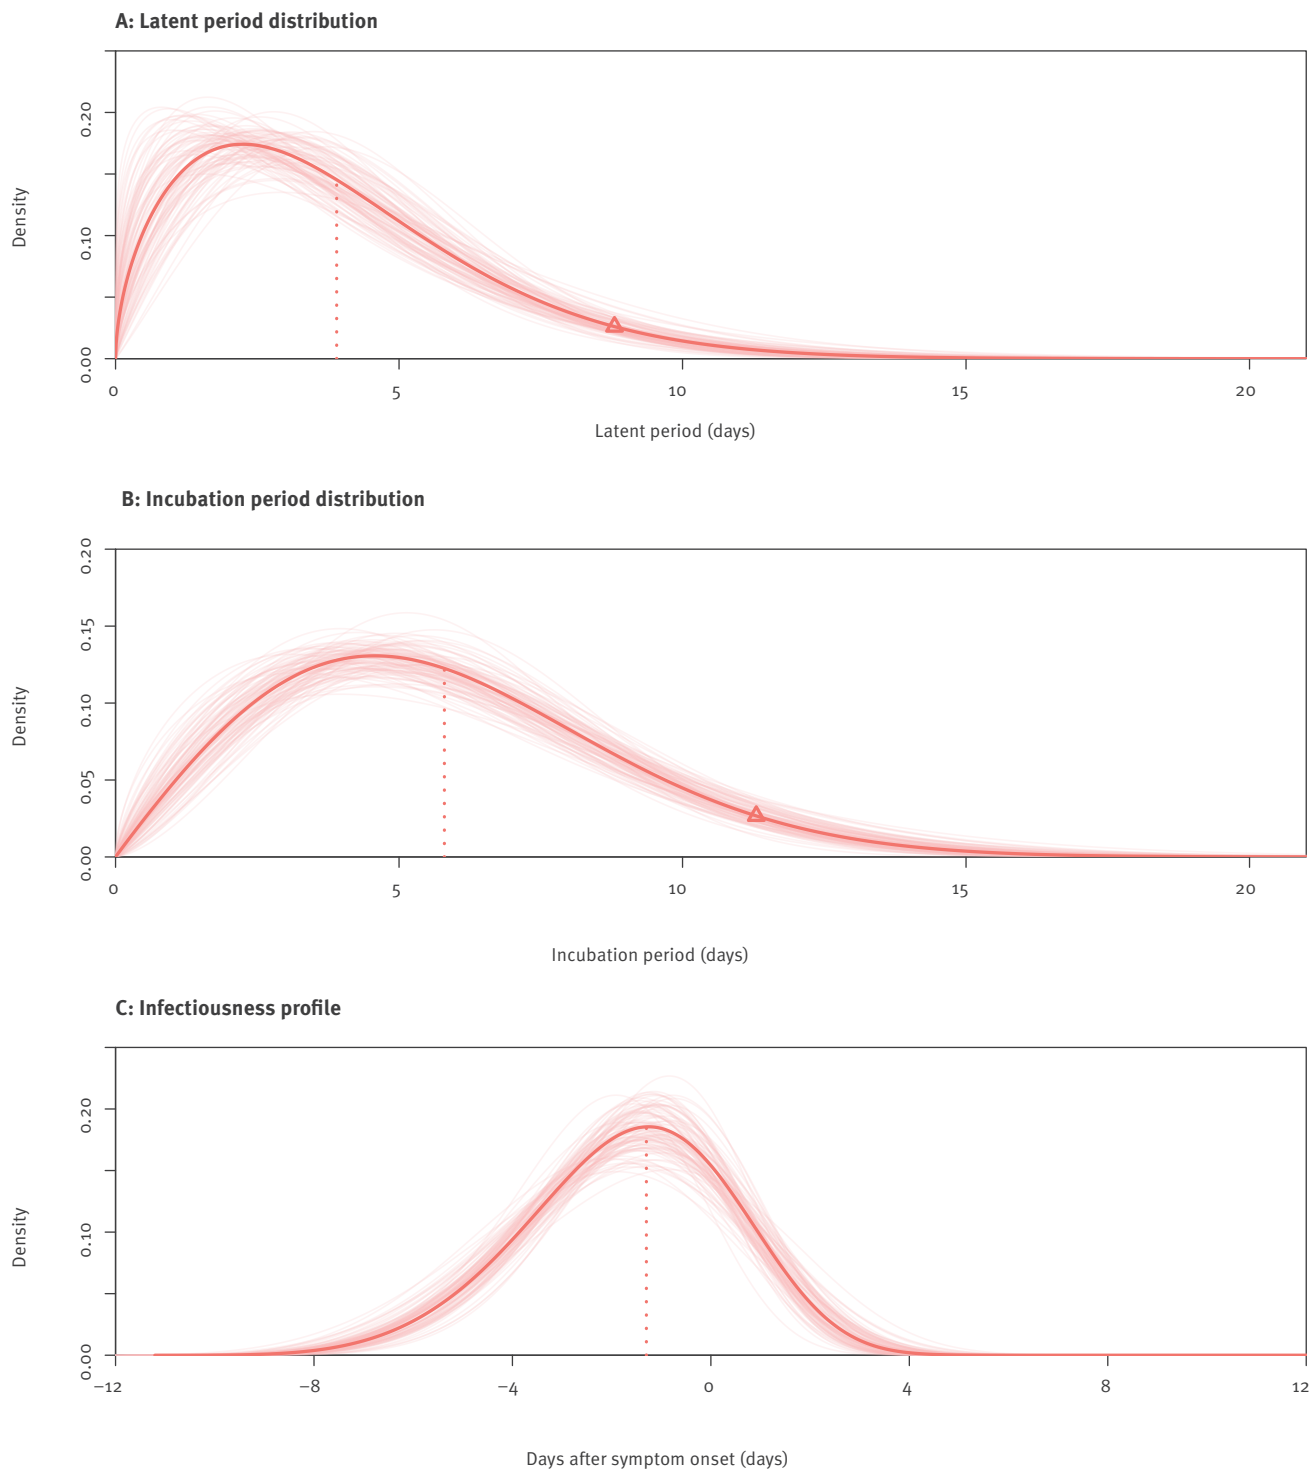 A: Latent period distribution
0.20
0.10
0.00
Density
0 5 10 15 20
Latent period (days)
B: Incubation period distribution
0.20
0.15
0.10
0.05
0.00
Density
0 5 10 15 20
Incubation period (days)
C: Infectiousness profile
0.20
0.10
0.00
Density
−12 −8 −4 0 4 8 12
Days after symptom onset (days)